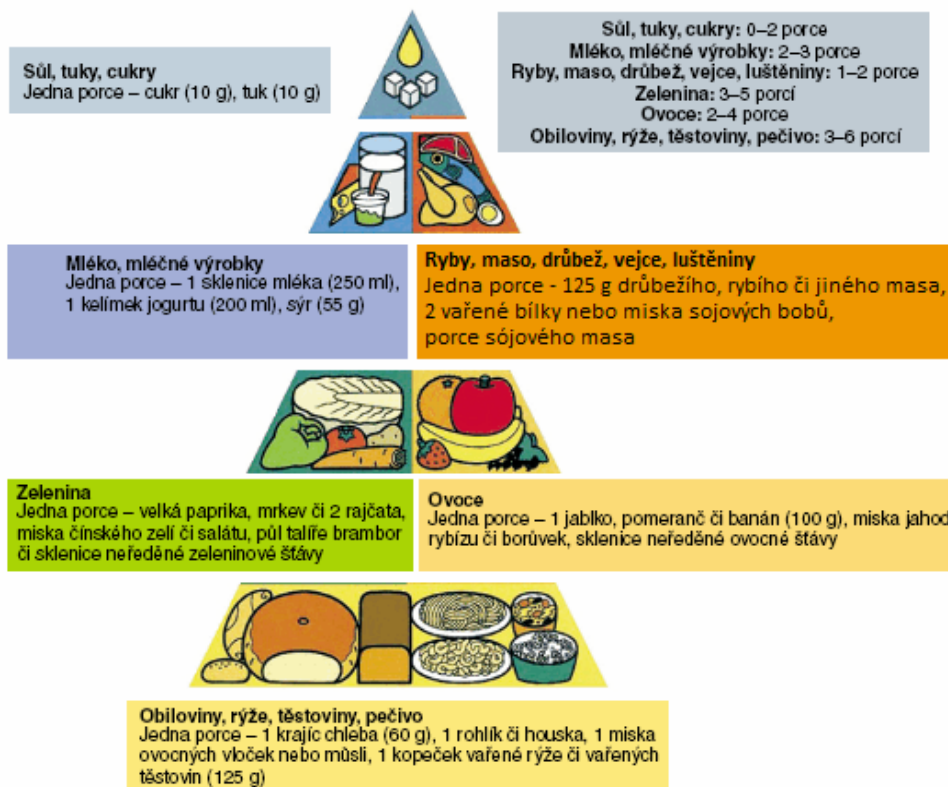 Sůl, tuky, cukry
Jedna porce – cukr (10 g), tuk (10 g)
Sůl, tuky, cukry: 0–2 porce
Mléko, mléčné výrobky: 2–3 porce
Ryby, maso, drůbež, vejce, luštěniny: 1–2 porce
Zelenina: 3–5 porcí
Ovoce: 2–4 porce
Obiloviny, rýže, těstoviny, pečivo: 3–6 porcí
Mléko, mléčné výrobky
Jedna porce – 1 sklenice mléka (250 ml),
1 kelímek jogurtu (200 ml), sýr (55 g)
Ryby, maso, drůbež, vejce, luštěniny
Jedna porce - 125 g drůbežího, rybího či jiného masa,
2 vařené bílky nebo miska sojových bobů,
porce sójového masa
Zelenina
Jedna porce – velká paprika, mrkev či 2 rajčata,
miska čínského zelí či salátu, půl talíře brambor
či sklenice neředěné zeleninové šťávy
Ovoce
Jedna porce – 1 jablko, pomeranč či banán (100 g), miska jahod
rybízu či borůvek, sklenice neředěné ovocné šťávy
Obiloviny, rýže, těstoviny, pečivo
Jedna porce – 1 krajíc chleba (60 g), 1 rohlík či houska, 1 miska
ovocných vloček nebo müsli, 1 kopeček vařené rýže či vařených
těstovin (125 g)